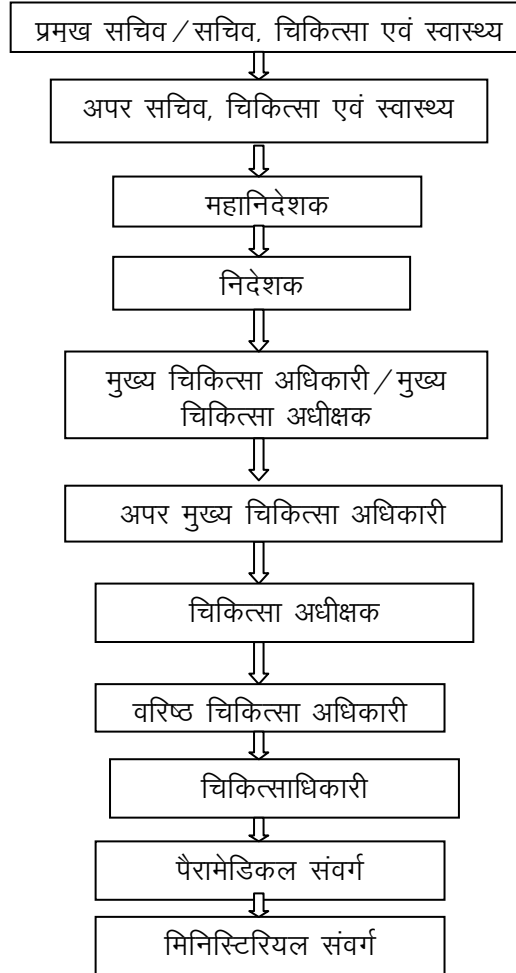 प्रमख सचिव/सचिव, चिकित्सा एवं स्वास्थ्य
अपर सचिव, चिकित्सा एवं स्वास्थ्य
महानिदेशक
निदेशक
मुख्य चिकित्सा अधिकारी/मुख्य
चिकित्सा अधीक्षक
अपर मुख्य चिकित्सा अधिकारी
चिकित्सा अधीक्षक
वरिष्ठ चिकित्सा अधिकारी
चिकित्साधिकारी
पैरामेडिकल संवर्ग
मिनिस्टिरियल संवर्ग